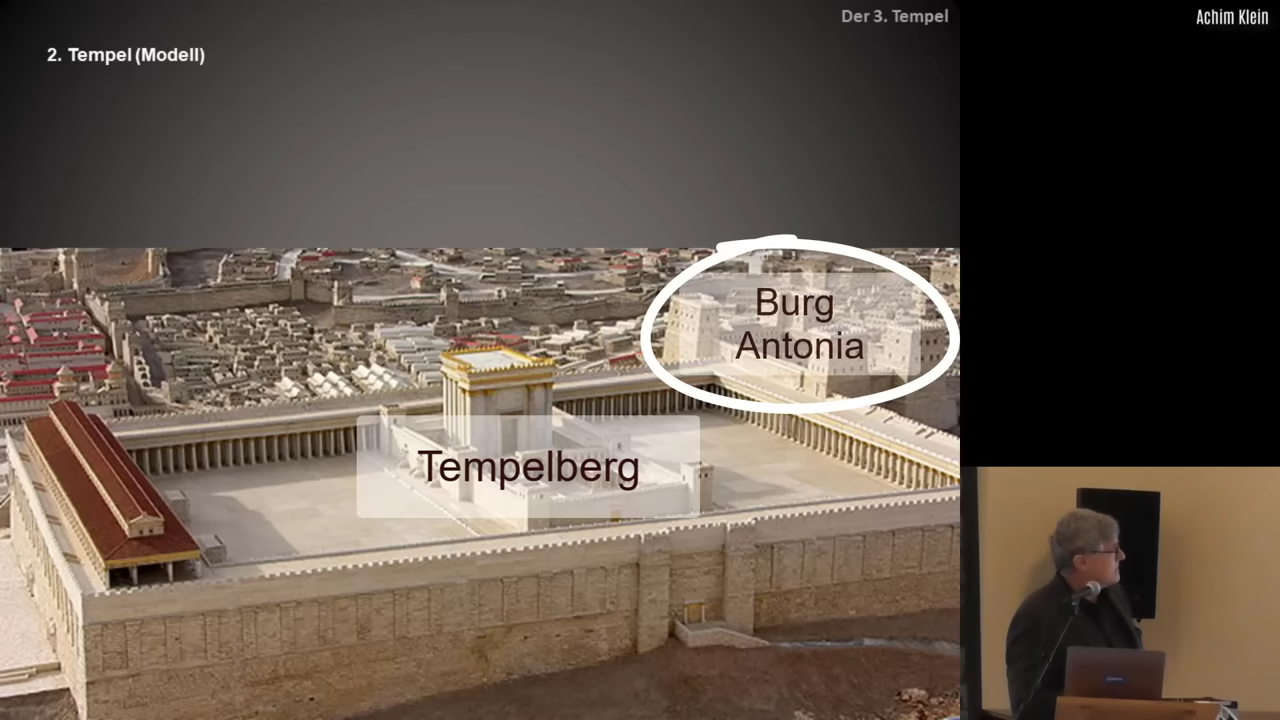 Der 3. Tempel
Achim Klein
2. Tempel (Modell)
Burg
Antonia
Tempelberg